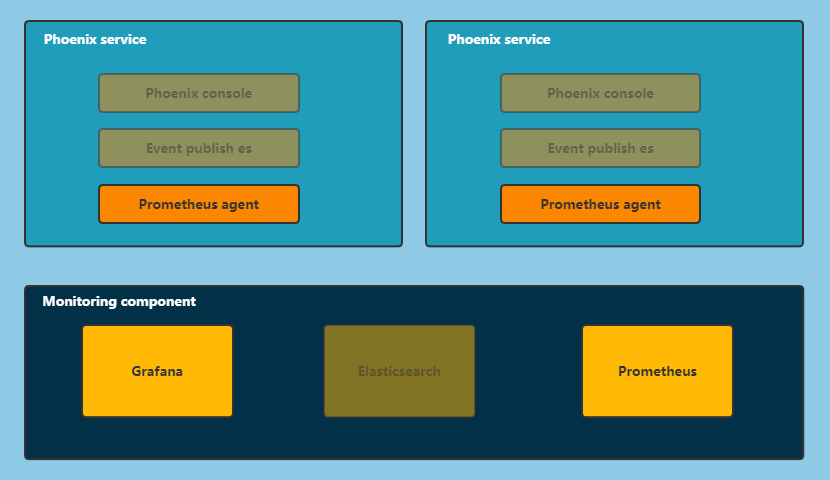 Phoenix service
Phoenix console
Event publish es
Prometheus agent
Phoenix service
Phoenix console
Event publish es
Prometheus agent
Monitoring component
Grafana
Elasticsearch
Prometheus